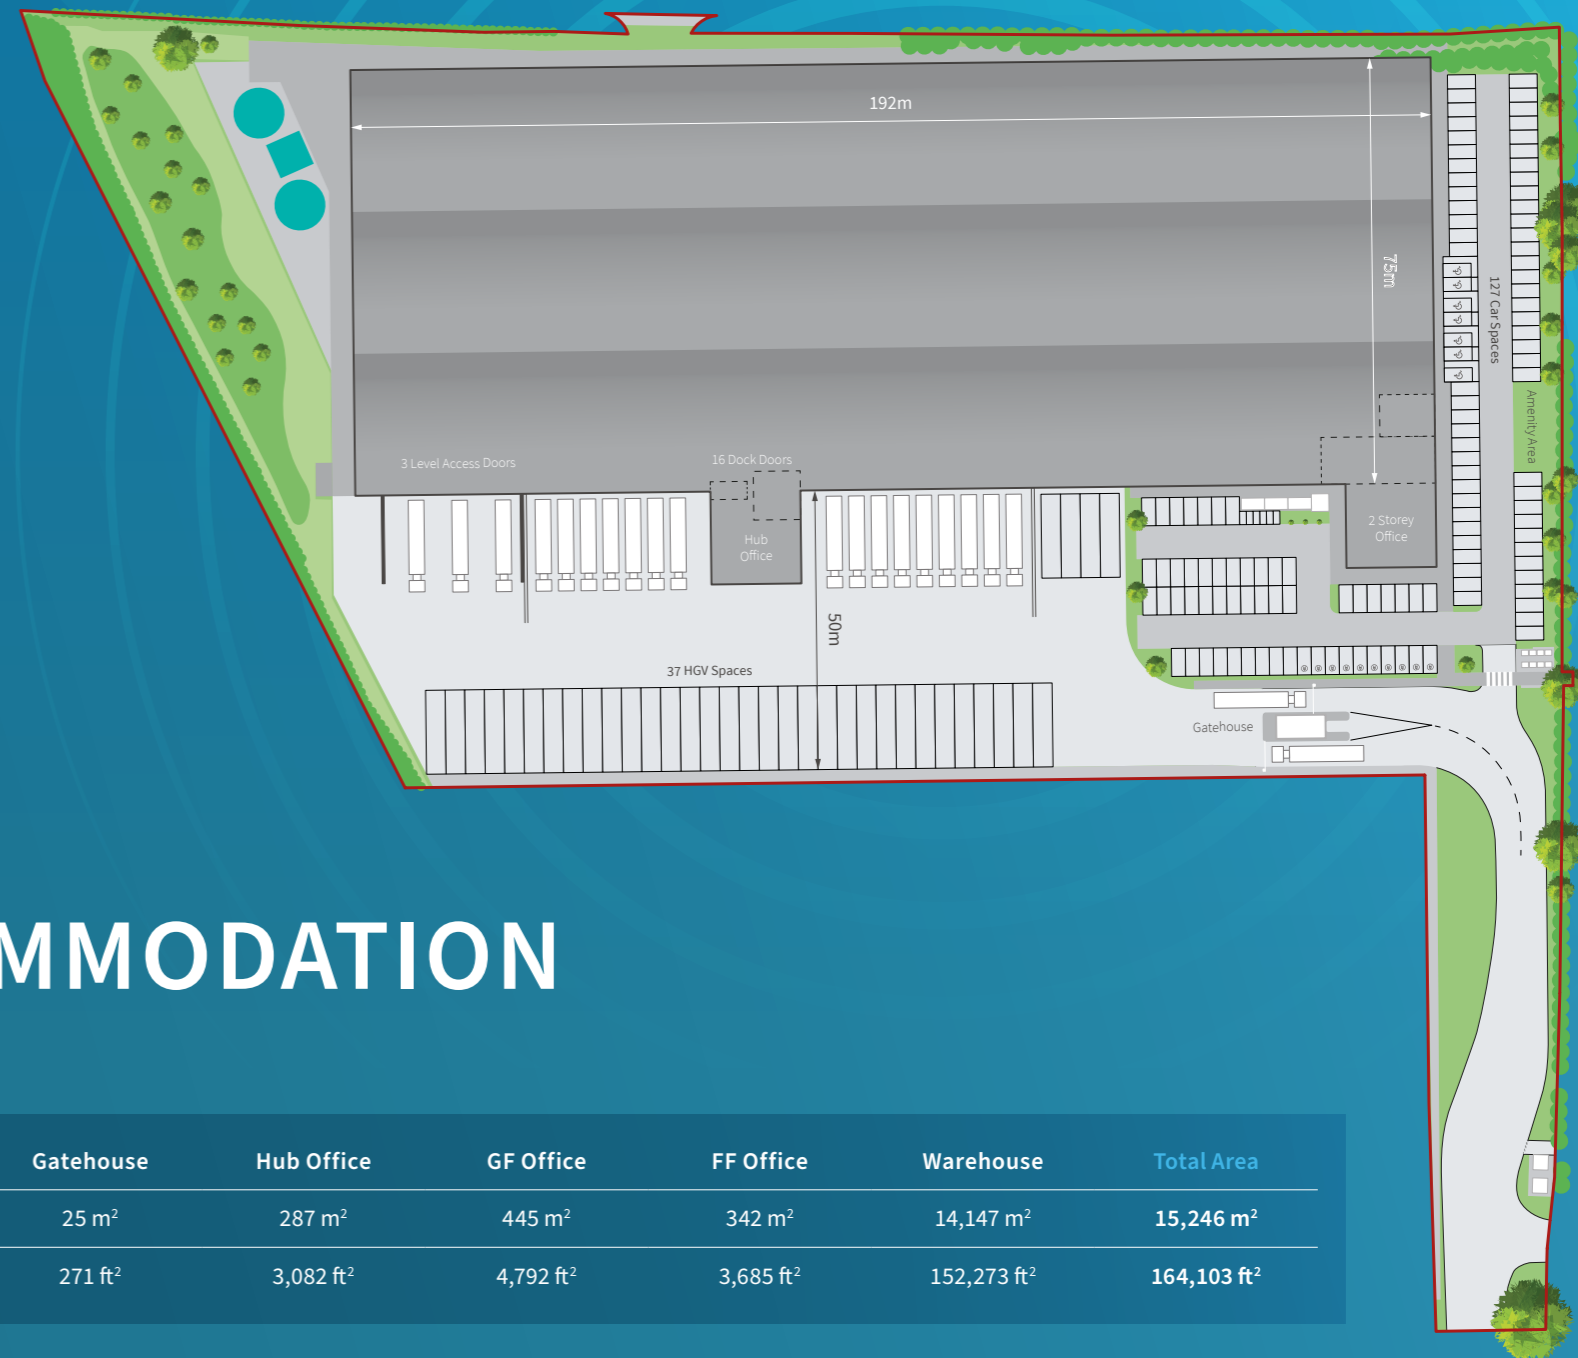 192m
75m
127 Car Spaces
Amenity Area
3 Level Access Doors
16 Dock Doors
Hub
Office
2 Storey
Office
50m
37 HGV Spaces
Gatehouse
MMODATION
Gatehouse Hub Office GF Office FF Office Warehouse Total Area
25 m² 287 m² 445 m² 342 m² 14,147 m² 15,246 m²
271 ft² 3,082 ft² 4,792 ft² 3,685 ft² 152,273 ft² 164,103 ft²